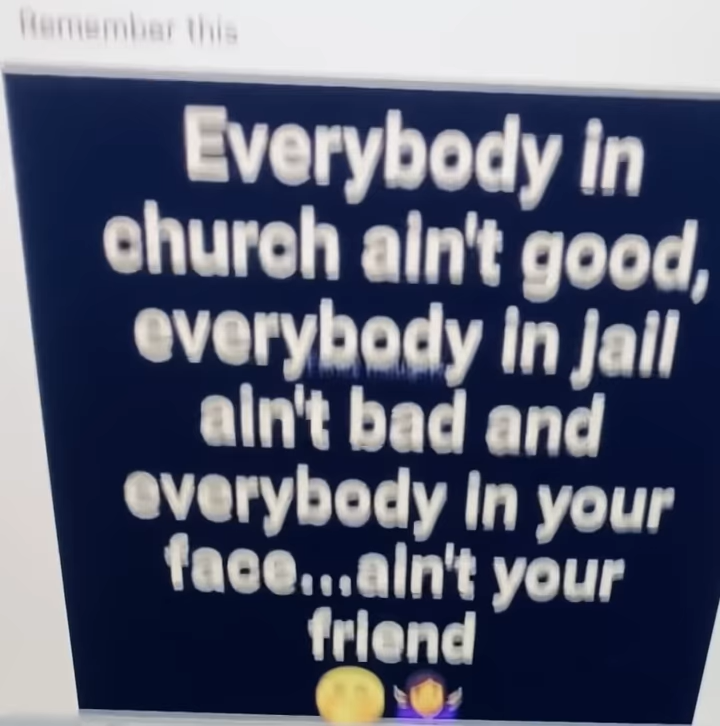 Remember this
Everybody in
church ain't good,
everybody in jail
ain't bad and
everybody in your
face...ain't your
friend